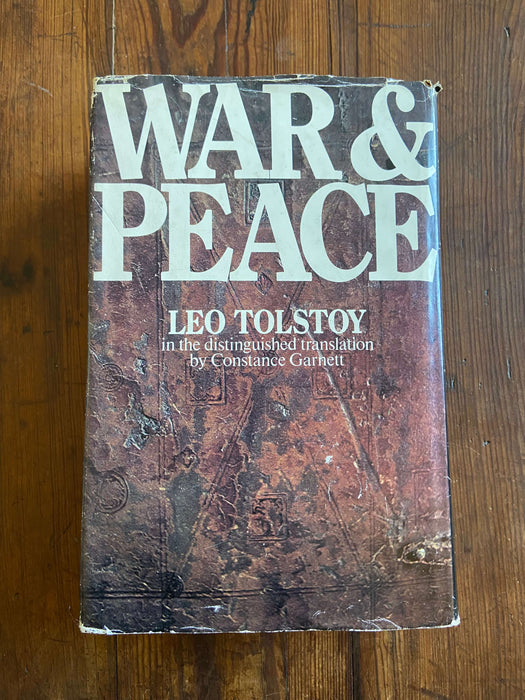 WAR &
PEACE
LEO TOLSTOY
in the distinguished translation
by Constance Garnett